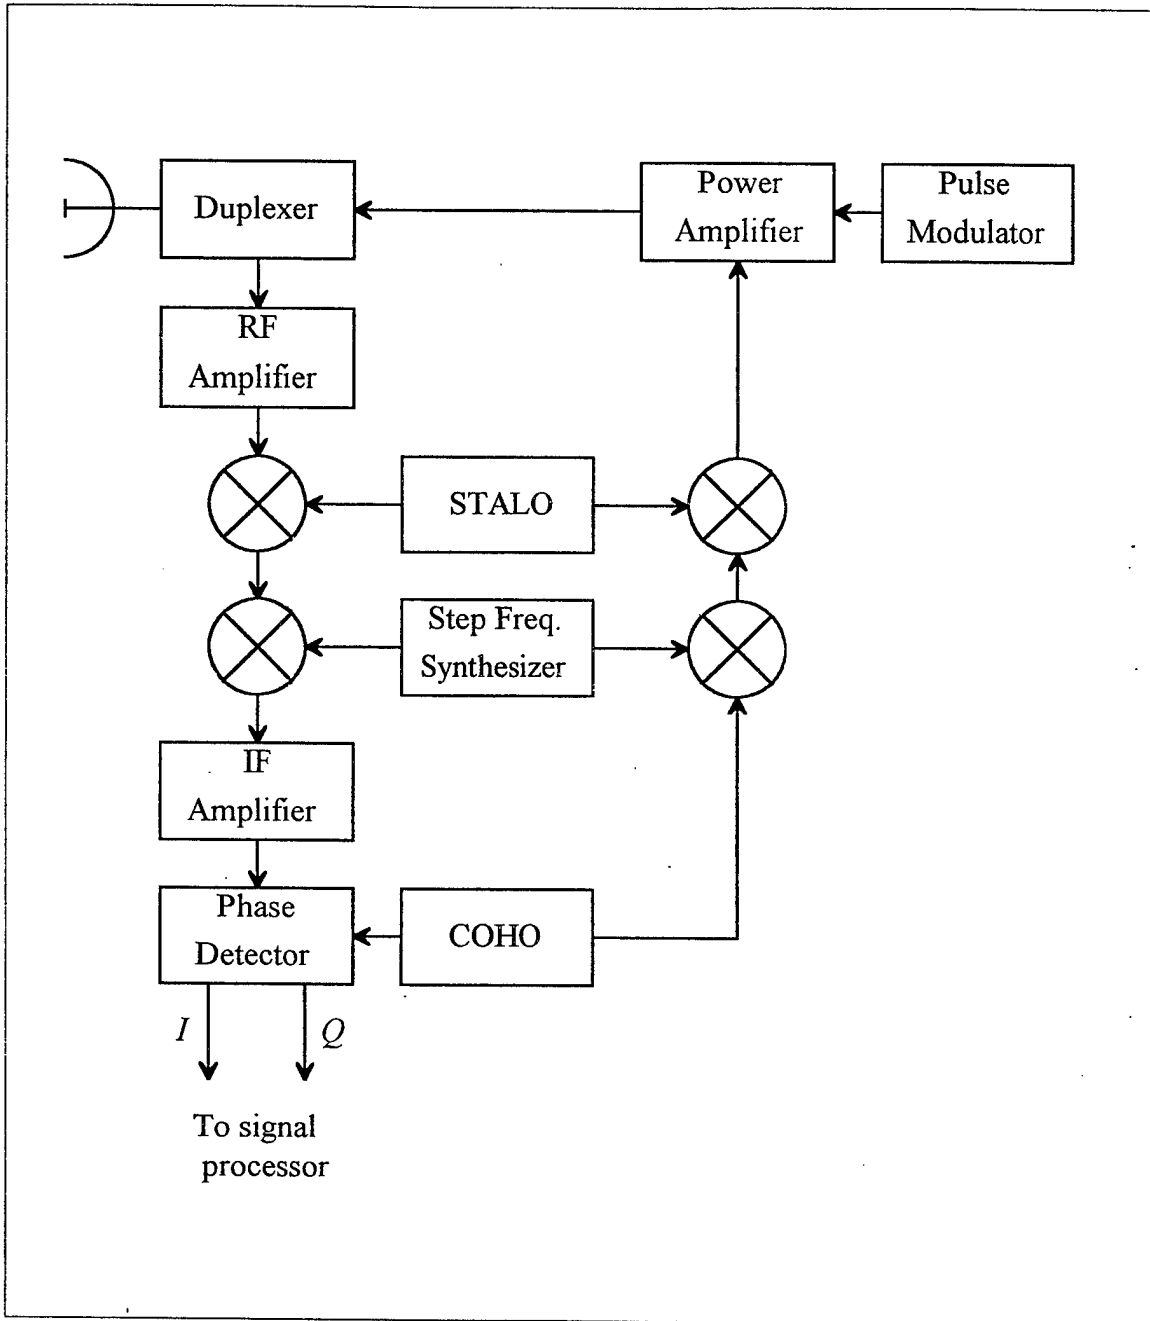 Duplexer
Power
Amplifier
Pulse
Modulator
RF
Amplifier
STALO
Step Freq.
Synthesizer
IF
Amplifier
Phase
Detector
COHO
I
Q
To signal
processor